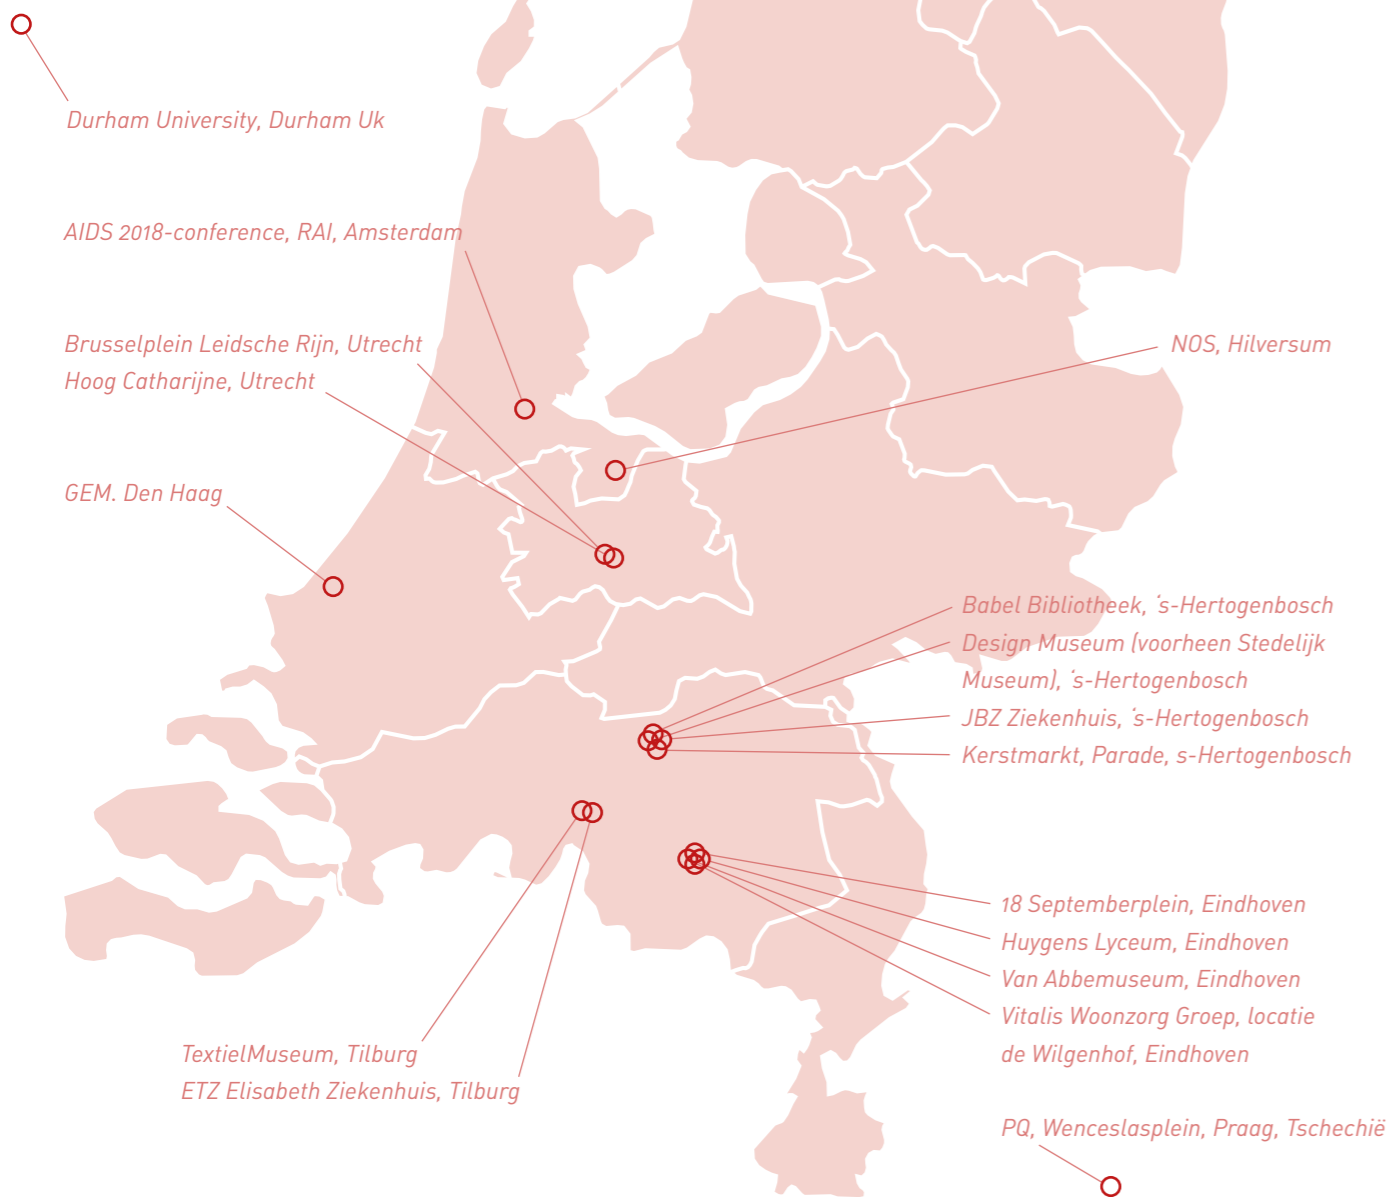 Durham University, Durham Uk
AIDS 2018-conference, RAI, Amsterdam
Brusselplein Leidsche Rijn, Utrecht
Hoog Catharijne, Utrecht
NOS, Hilversum
GEM. Den Haag
Babel Bibliotheek, ‘s-Hertogenbosch
Design Museum (voorheen Stedelijk
Museum), ‘s-Hertogenbosch
JBZ Ziekenhuis, ‘s-Hertogenbosch
Kerstmarkt, Parade, s-Hertogenbosch
18 Septemberplein, Eindhoven
Huygens Lyceum, Eindhoven
Van Abbemuseum, Eindhoven
Vitalis Woonzorg Groep, locatie
de Wilgenhof, Eindhoven
TextielMuseum, Tilburg
ETZ Elisabeth Ziekenhuis, Tilburg
PQ, Wenceslasplein, Praag, Tschechië